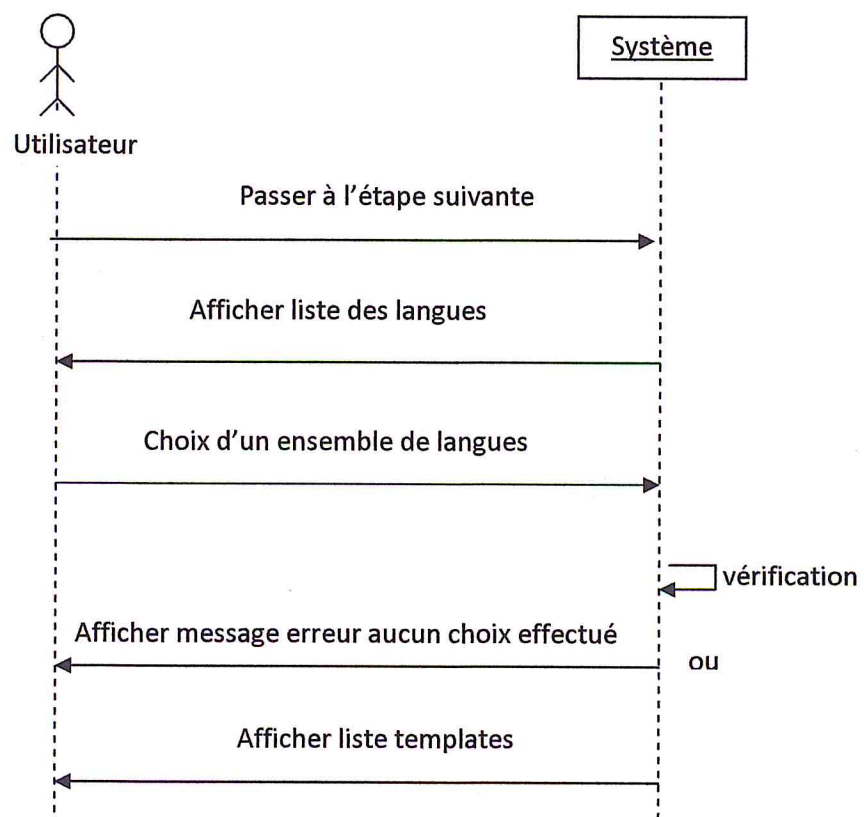 Système
Utilisateur
Passer à l'étape suivante
Afficher liste des langues
Choix d'un ensemble de langues
vérification
Afficher message erreur aucun choix effectué
ou
Afficher liste templates